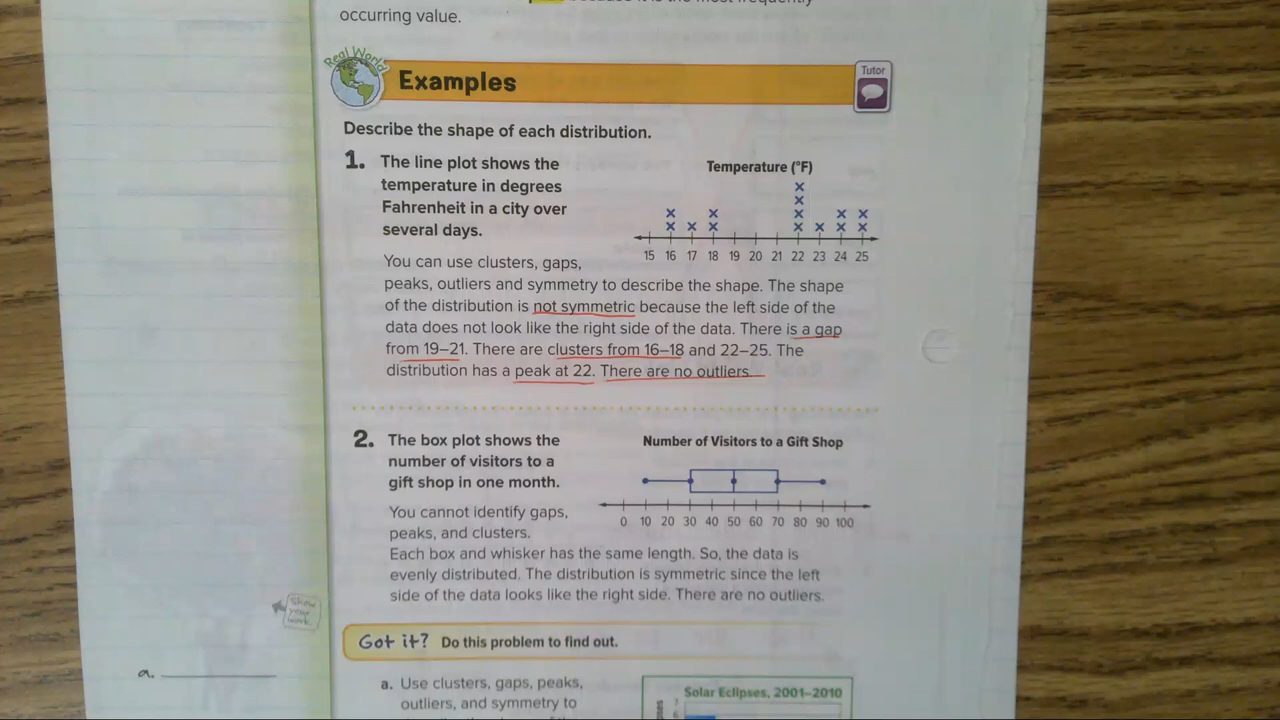 occurring value.
Real World
Examples
Tutor
Describe the shape of each distribution.
1. The line plot shows the
temperature in degrees
Fahrenheit in a city over
several days.
Temperature (°F)
15 16 17 18 19 20 21 22 23 24 25
You can use clusters, gaps,
peaks, outliers and symmetry to describe the shape. The shape
of the distribution is not symmetric because the left side of the
data does not look like the right side of the data. There is a gap
from 19–21. There are clusters from 16–18 and 22–25. The
distribution has a peak at 22. There are no outliers.
2. The box plot shows the
number of visitors to a
gift shop in one month.
Number of Visitors to a Gift Shop
0 10 20 30 40 50 60 70 80 90 100
You cannot identify gaps,
peaks, and clusters.
Each box and whisker has the same length. So, the data is
evenly distributed. The distribution is symmetric since the left
side of the data looks like the right side. There are no outliers.
Show
your
work.
Got it? Do this problem to find out.
a.
a. Use clusters, gaps, peaks,
outliers, and symmetry to
Solar Eclipses, 2001–2010